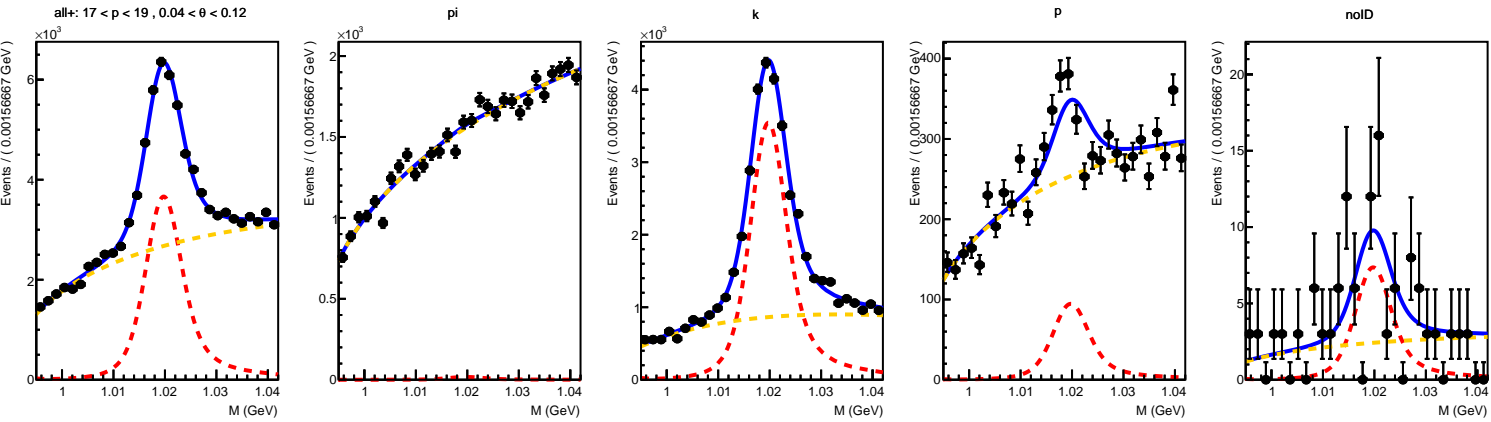 all+: 17 < p < 19 , 0.04 < θ < 0.12
×10³
Events / ( 0.00156667 GeV )
6
4
2
0
1 1.01 1.02 1.03 1.04
M (GeV)
pi
×10³
Events / ( 0.00156667 GeV )
2
1.5
1
0.5
0
1 1.01 1.02 1.03 1.04
M (GeV)
k
×10³
Events / ( 0.00156667 GeV )
4
3
2
1
0
1 1.01 1.02 1.03 1.04
M (GeV)
p
Events / ( 0.00156667 GeV )
400
300
200
100
0
1 1.01 1.02 1.03 1.04
M (GeV)
noID
Events / ( 0.00156667 GeV )
20
15
10
5
0
1 1.01 1.02 1.03 1.04
M (GeV)